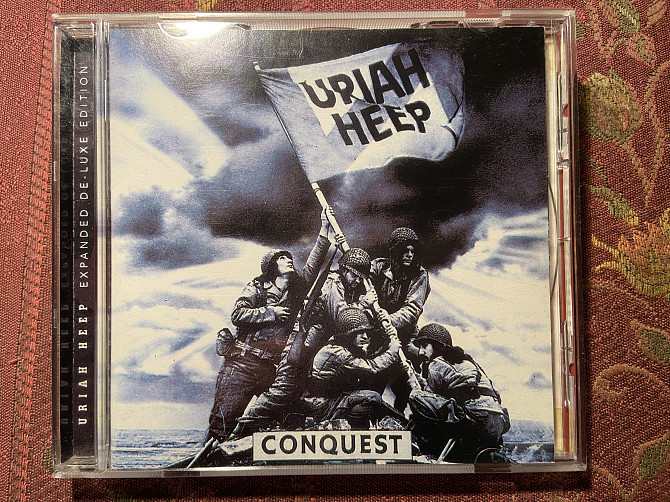 URIAH
HEEP
CONQUEST
URIAH HEEP EXPANDED DE-LUXE EDITION